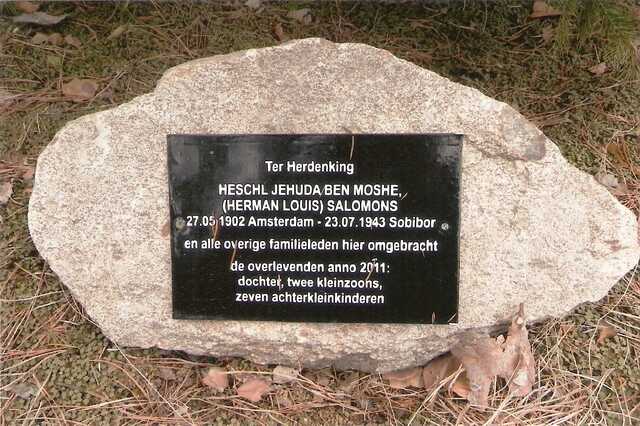 Ter Herdenking
HESCHL JEHUDA BEN MOSHE,
(HERMAN LOUIS) SALOMONS
27.05.1902 Amsterdam - 23.07.1943 Sobibor
en alle overige familieleden hier omgebracht
de overlevenden anno 2011:
dochter, twee kleinzoons,
zeven achterkleinkinderen